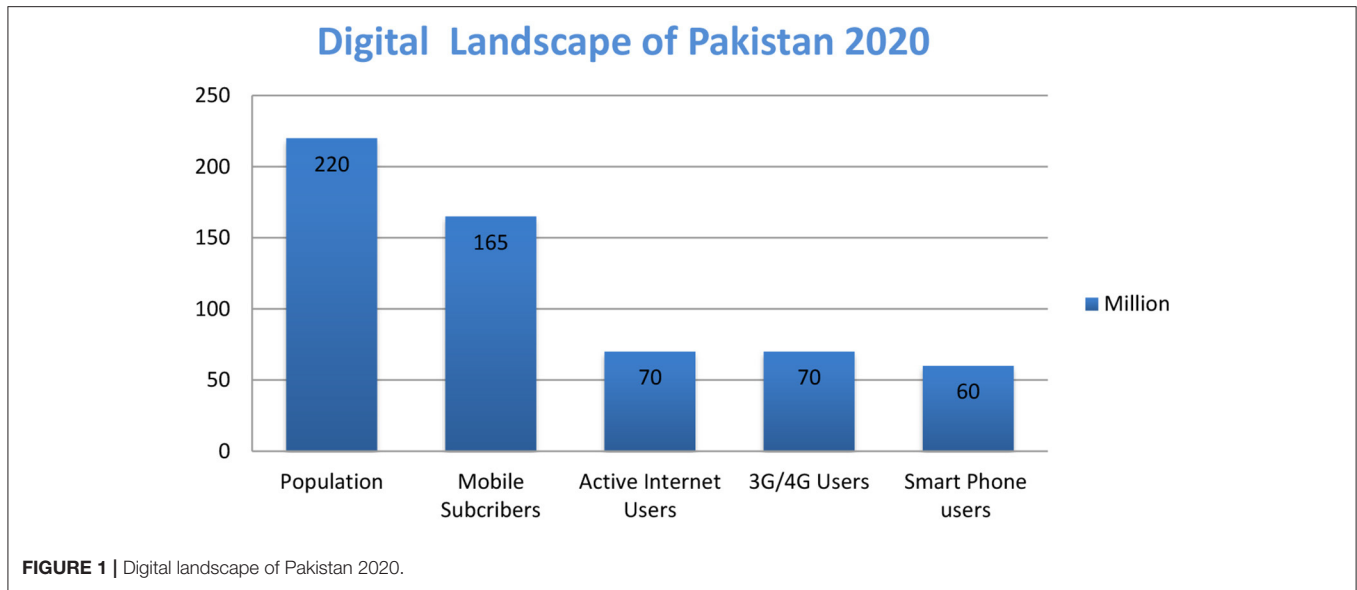 Digital Landscape of Pakistan 2020
250
200
150
100
50
0
220
165
70
70
60
Population
Mobile
Subcribers
Active Internet
Users
3G/4G Users
Smart Phone
users
Million
FIGURE 1 | Digital landscape of Pakistan 2020.